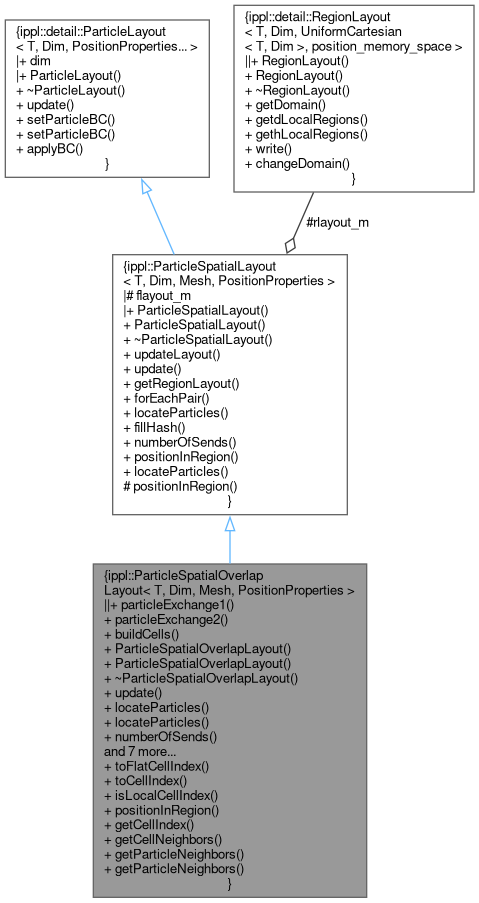 {ippl::detail::ParticleLayout
< T, Dim, PositionProperties... >
|+ dim
|+ ParticleLayout()
+ ~ParticleLayout()
+ update()
+ setParticleBC()
+ setParticleBC()
+ applyBC()
}
{ippl::detail::RegionLayout
< T, Dim, UniformCartesian
< T, Dim >, position_memory_space >
||+ RegionLayout()
+ RegionLayout()
+ ~RegionLayout()
+ getDomain()
+ getdLocalRegions()
+ gethLocalRegions()
+ write()
+ changeDomain()
}
#rlayout_m
{ippl::ParticleSpatialLayout
< T, Dim, Mesh, PositionProperties >
|# flayout_m
|+ ParticleSpatialLayout()
+ ParticleSpatialLayout()
+ ~ParticleSpatialLayout()
+ updateLayout()
+ update()
+ getRegionLayout()
+ forEachPair()
+ locateParticles()
+ fillHash()
+ numberOfSends()
+ positionInRegion()
+ locateParticles()
# positionInRegion()
}
{ippl::ParticleSpatialOverlap
Layout< T, Dim, Mesh, PositionProperties >
||+ particleExchange1()
+ particleExchange2()
+ buildCells()
+ ParticleSpatialOverlapLayout()
+ ParticleSpatialOverlapLayout()
+ ~ParticleSpatialOverlapLayout()
+ update()
+ locateParticles()
+ locateParticles()
+ numberOfSends()
and 7 more...
+ toFlatCellIndex()
+ toCellIndex()
+ isLocalCellIndex()
+ positionInRegion()
+ getCellIndex()
+ getCellNeighbors()
+ getParticleNeighbors()
+ getParticleNeighbors()
}